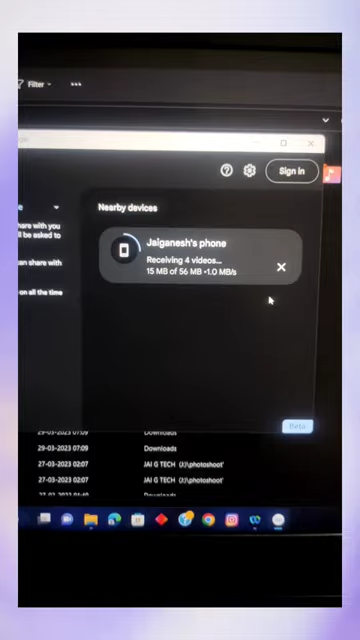 Filter
Sign in
Nearby devices
Jaiganesh's phone
Receiving 4 videos...
15 MB of 56 MB •1.0 MB/s
hare with you
ll be asked to
an share with
on all the time
Beta
29-03-2023 07:09 Downloads
29-03-2023 07:09 Downloads
27-03-2023 02:07 JAI G TECH (J:)\photoshoot'
27-03-2023 02:07 JAI G TECH (J:)\photoshoot'